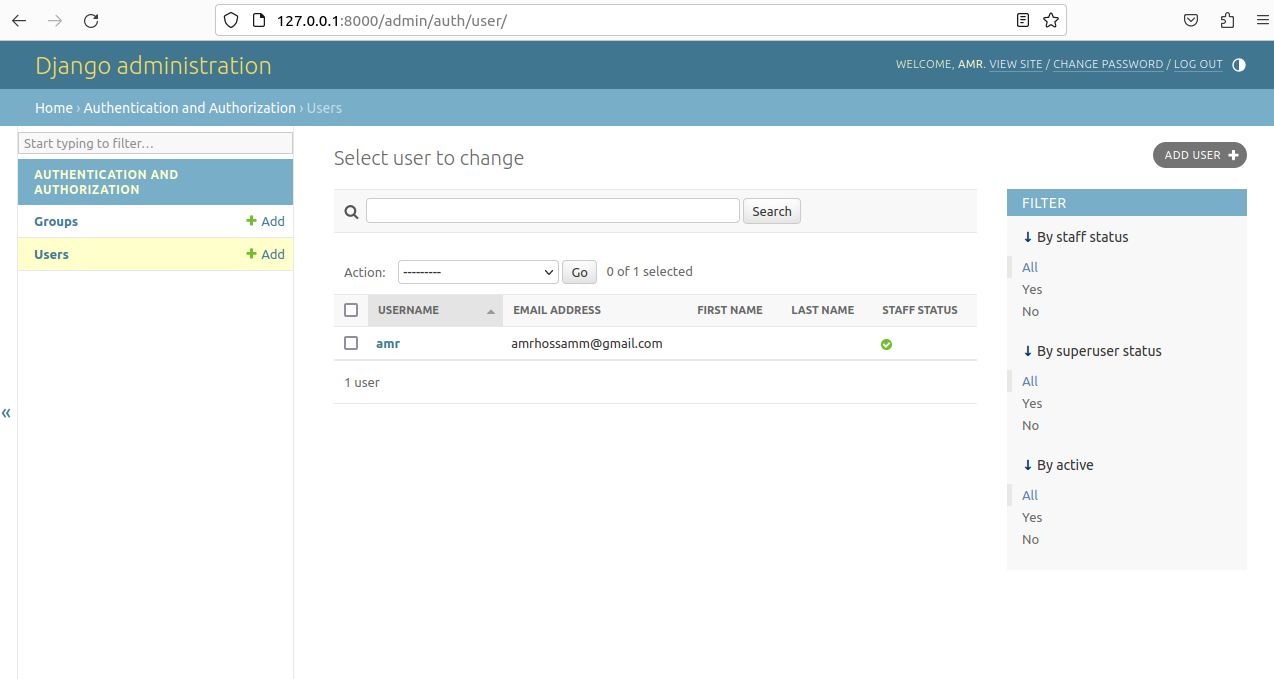 127.0.0.1:8000/admin/auth/user/
Django administration
WELCOME, AMR. VIEW SITE / CHANGE PASSWORD / LOG OUT
Home › Authentication and Authorization › Users
Start typing to filter…
AUTHENTICATION AND
AUTHORIZATION
Groups + Add
Users + Add
«
Select user to change
ADD USER +
Search
Action: --------- Go 0 of 1 selected
USERNAME EMAIL ADDRESS FIRST NAME LAST NAME STAFF STATUS
amr amrhossamm@gmail.com
1 user
FILTER
↓ By staff status
All
Yes
No
↓ By superuser status
All
Yes
No
↓ By active
All
Yes
No